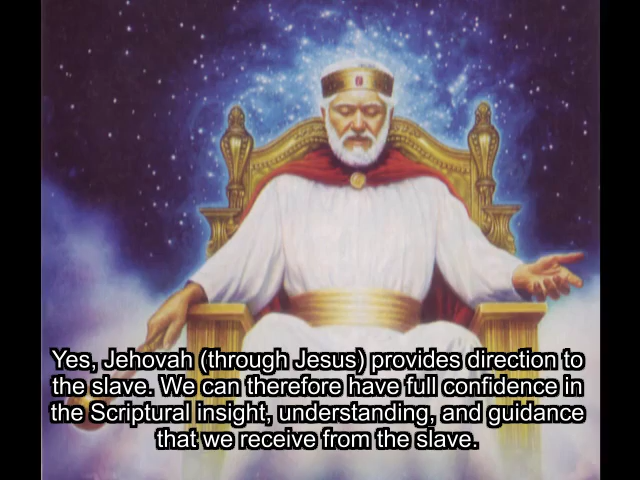 Yes, Jehovah (through Jesus) provides direction to
the slave. We can therefore have full confidence in
the Scriptural insight, understanding, and guidance
that we receive from the slave.